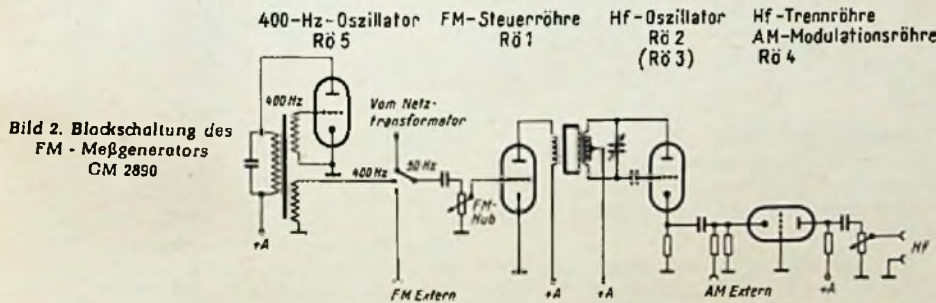 400-Hz-Oszillator
Rö 5
FM-Steuerröhre
Rö 1
Hf-Oszillator
Rö 2
(Rö 3)
Hf-Trennröhre
AM-Modulationsröhre
Rö 4
Bild 2. Blockschaltung des
FM - Meßgenerators
GM 2890
400 Hz
Vom Netz-
transformator
400 Hz
50 Hz
FM-
Hub
+A
FM Extern
+A
+A
AM Extern
+A
Hf